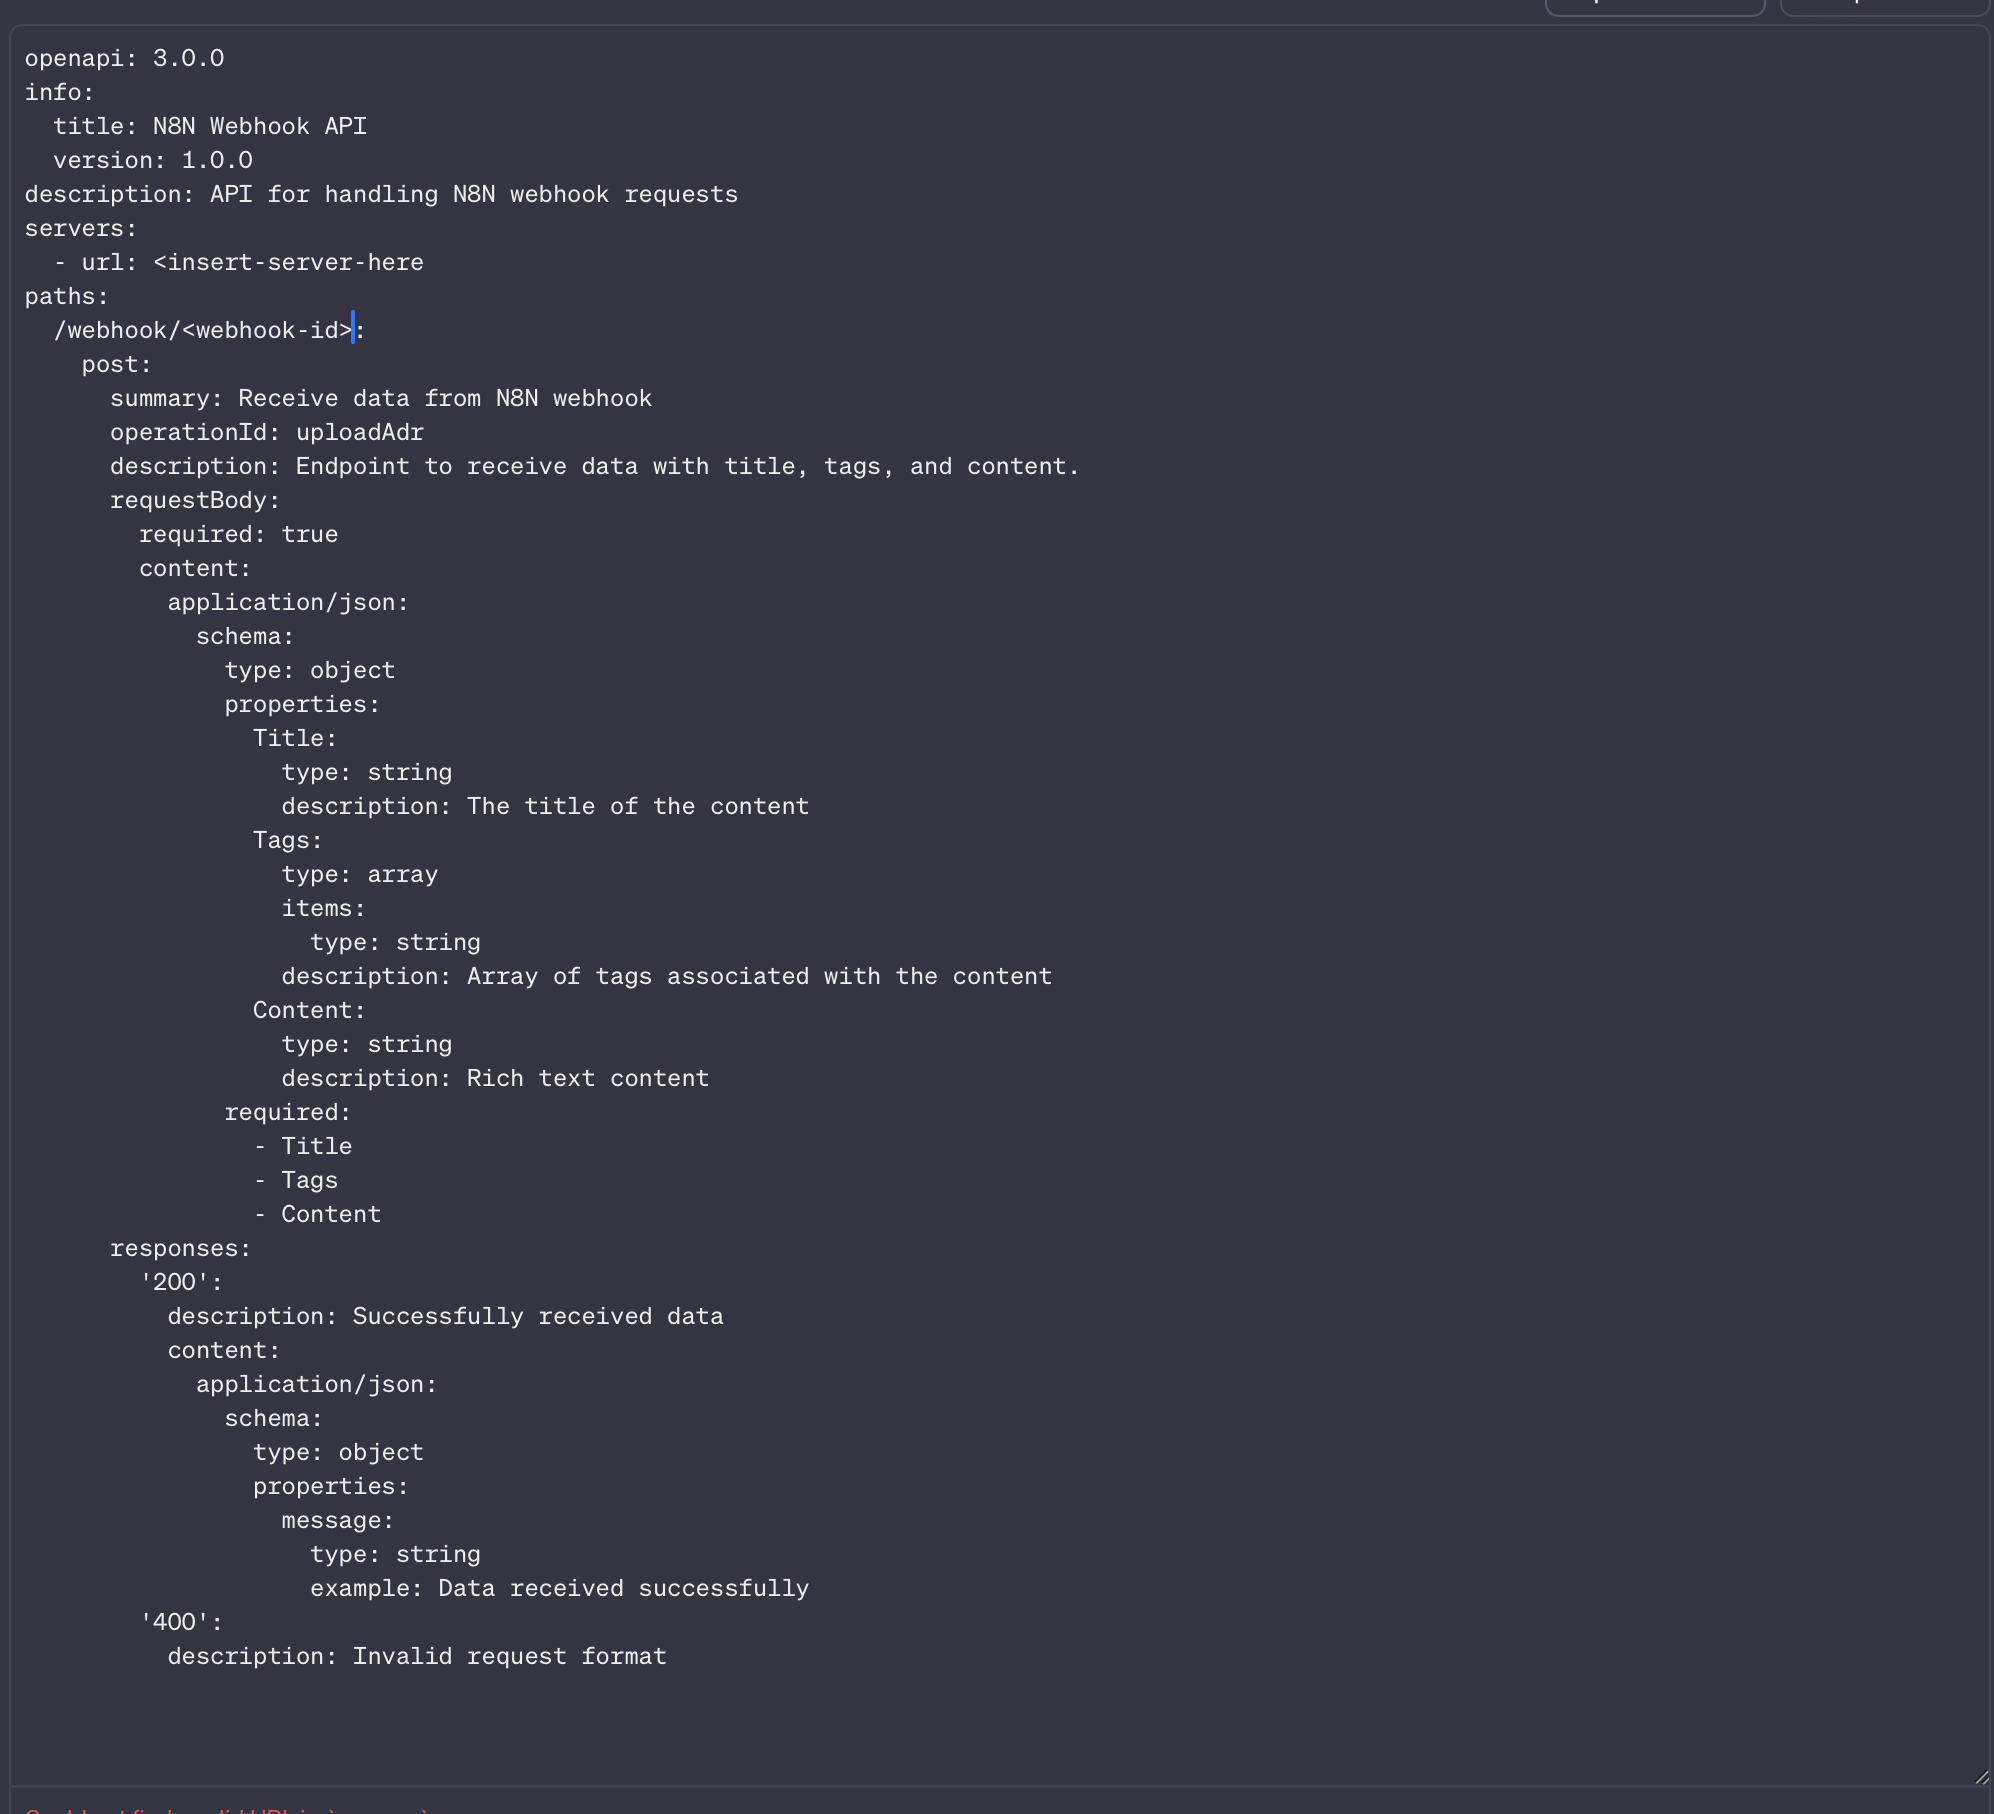 openapi: 3.0.0
info:
  title: N8N Webhook API
  version: 1.0.0
description: API for handling N8N webhook requests
servers:
  - url: <insert-server-here
paths:
  /webhook/<webhook-id>:
    post:
      summary: Receive data from N8N webhook
      operationId: uploadAdr
      description: Endpoint to receive data with title, tags, and content.
      requestBody:
        required: true
        content:
          application/json:
            schema:
              type: object
              properties:
                Title:
                  type: string
                  description: The title of the content
                Tags:
                  type: array
                  items:
                    type: string
                  description: Array of tags associated with the content
                Content:
                  type: string
                  description: Rich text content
              required:
                - Title
                - Tags
                - Content
      responses:
        '200':
          description: Successfully received data
          content:
            application/json:
              schema:
                type: object
                properties:
                  message:
                    type: string
                    example: Data received successfully
        '400':
          description: Invalid request format